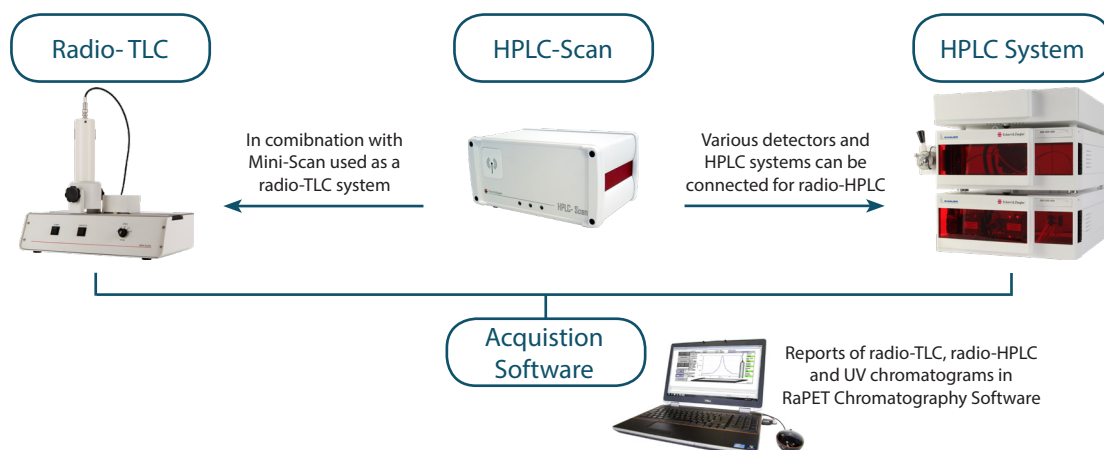 Radio- TLC
HPLC-Scan
HPLC System
In comibnation with
Mini-Scan used as a
radio-TLC system
Various detectors and
HPLC systems can be
connected for radio-HPLC
HPLC- Scan
Acquistion
Software
Reports of radio-TLC, radio-HPLC
and UV chromatograms in
RaPET Chromatography Software